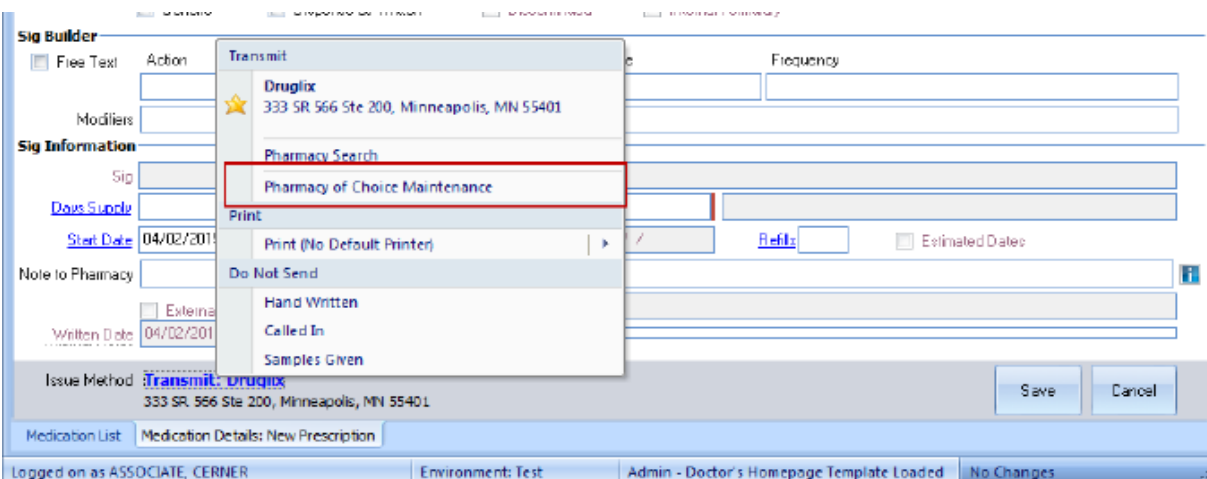 Sig Builder
Free Text Action Transmit Frequency
Druglix
333 SR 566 Ste 200, Minneapolis, MN 55401
Modifiers
Sig Information
Pharmacy Search
Sig
Pharmacy of Choice Maintenance
Days Supply
Print
Start Date 04/02/201 Print (No Default Printer) / Refills Estimated Dates
Note to Pharmacy Do Not Send
Hand Written
Externa
Written Date 04/02/201 Called In
Samples Given
Issue Method Transmit: Druglix Save Cancel
333 SR 566 Ste 200, Minneapolis, MN 55401
Medication List Medication Details: New Prescription
Logged on as ASSOCIATE, CERNER Environment: Test Admin - Doctor's Homepage Template Loaded No Changes